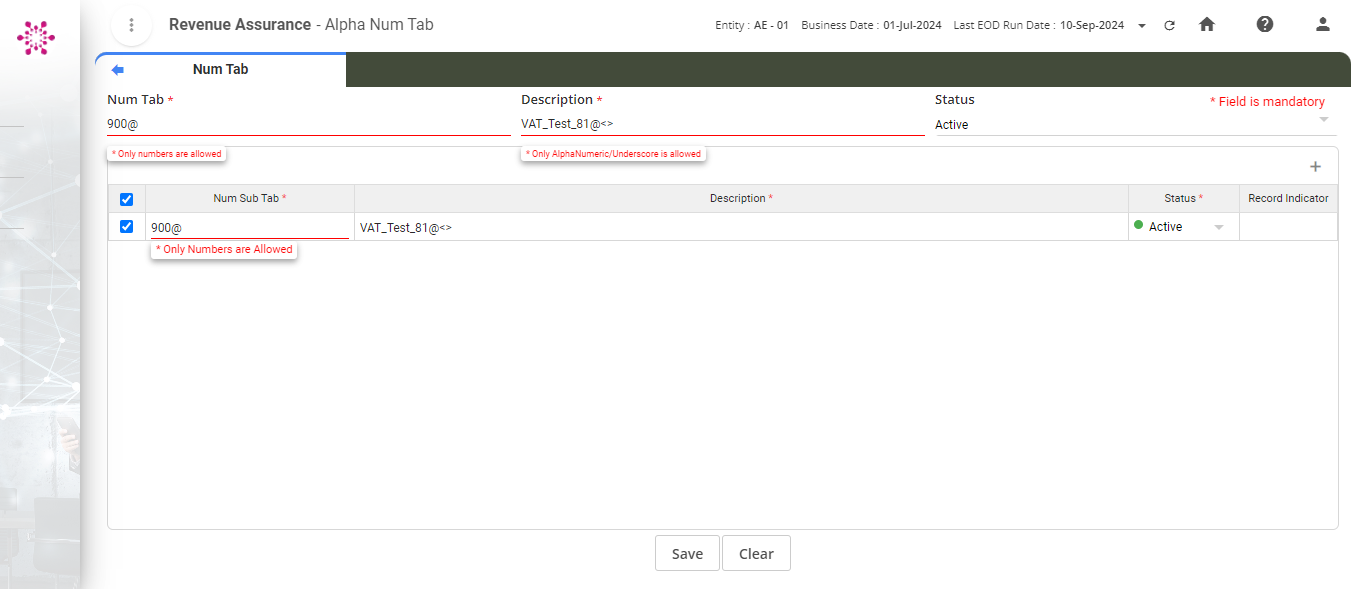 Revenue Assurance - Alpha Num Tab
Entity : AE - 01 Business Date : 01-Jul-2024 Last EOD Run Date : 10-Sep-2024
Num Tab
Num Tab * Description * Status * Field is mandatory
900@ VAT_Test_81@<> Active
* Only numbers are allowed * Only AlphaNumeric/Underscore is allowed
Num Sub Tab * Description * Status * Record Indicator
900@ VAT_Test_81@<> Active
* Only Numbers are Allowed
Save Clear